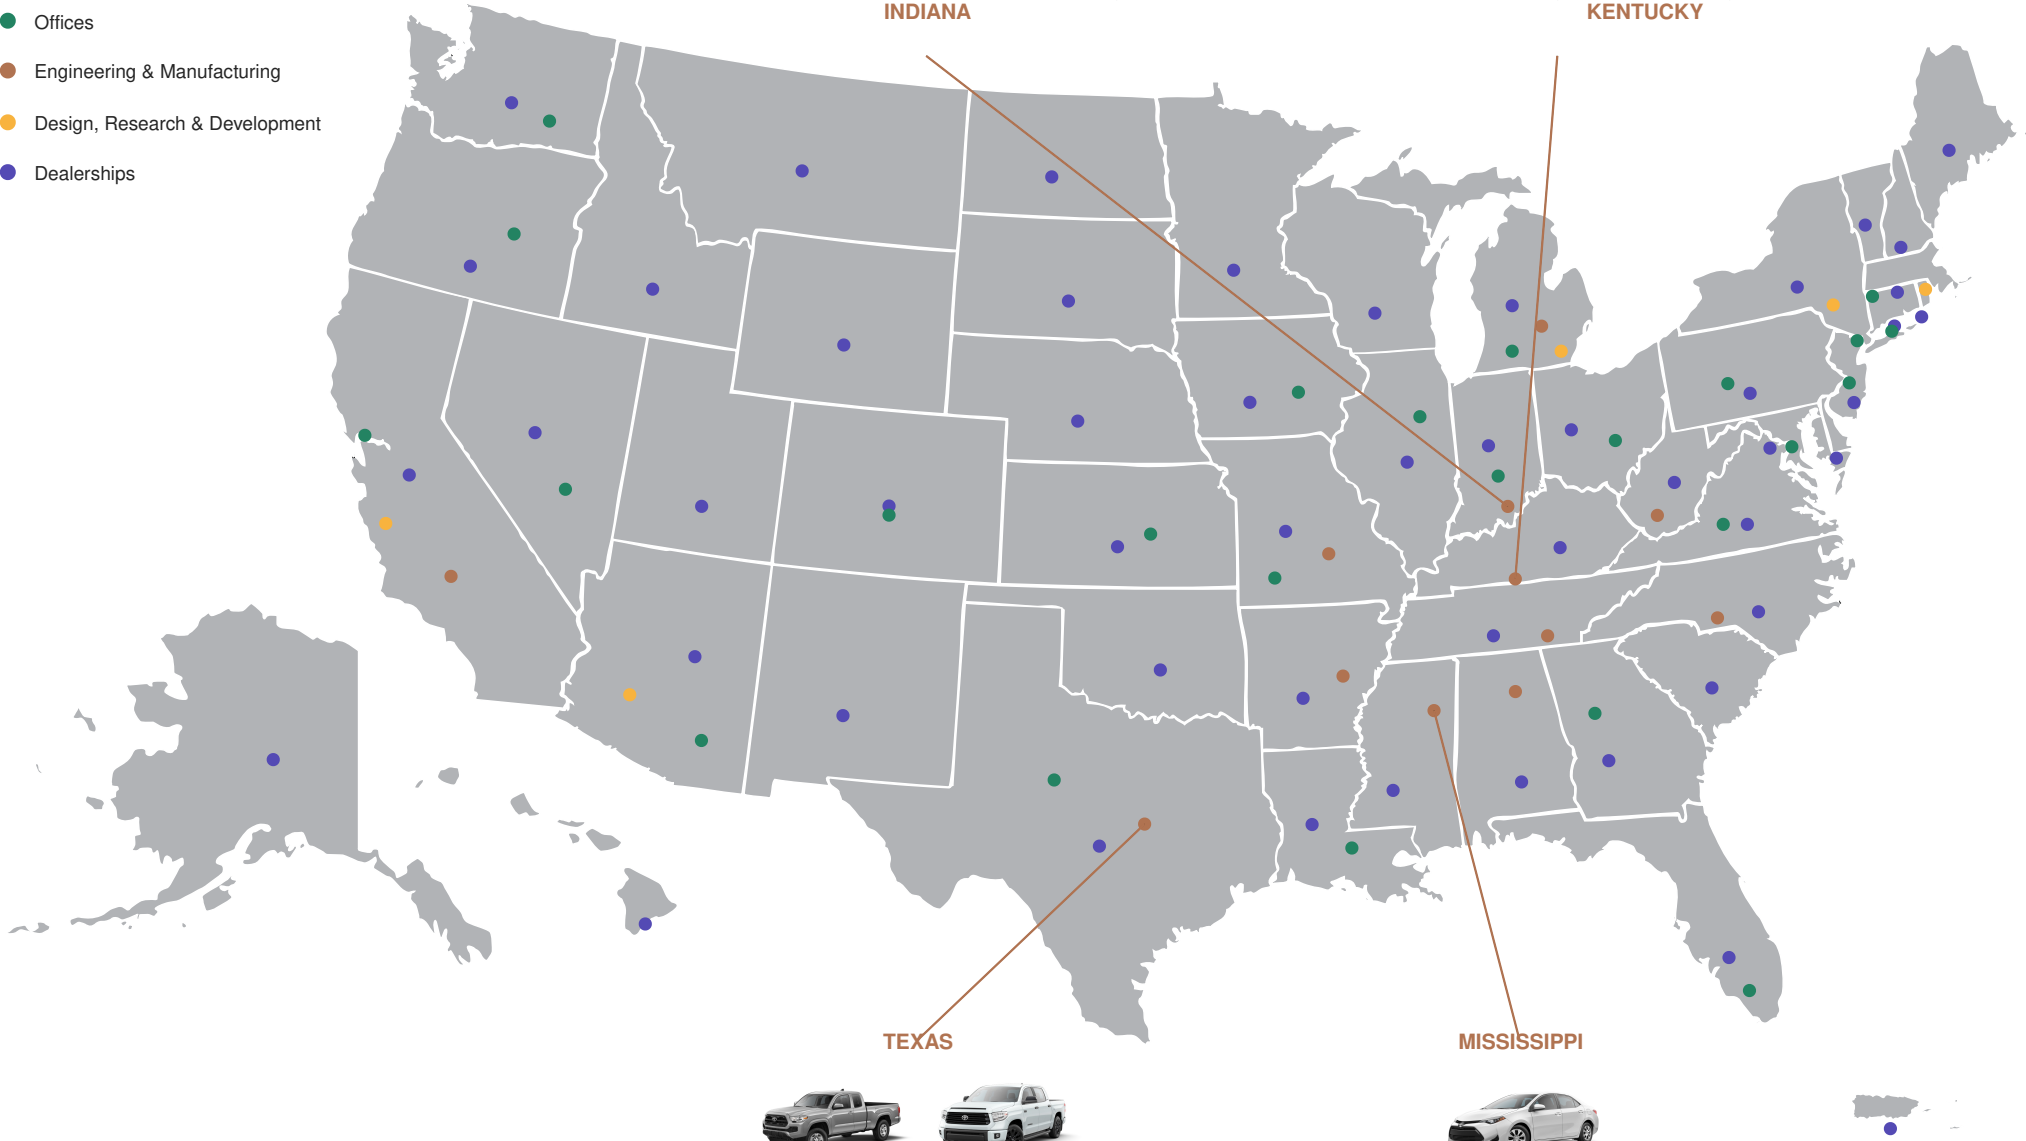 INDIANA
KENTUCKY
Offices
Engineering & Manufacturing
Design, Research & Development
Dealerships
TEXAS
MISSISSIPPI